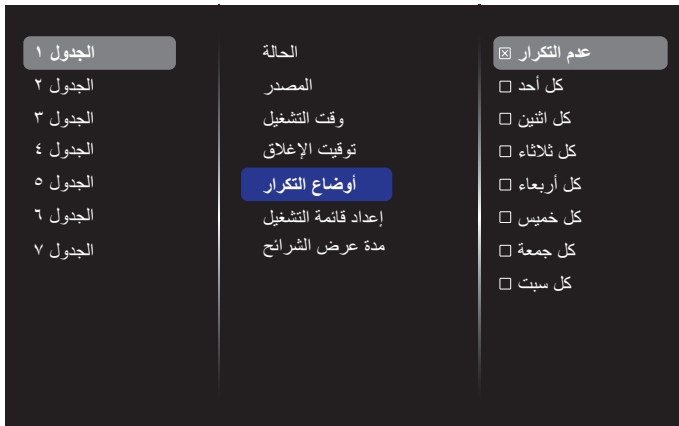 الجدول ١
الجدول ٢
الجدول ٣
الجدول ٤
الجدول ٥
الجدول ٦
الجدول ٧
الحالة
المصدر
وقت التشغيل
توقيت الإغلاق
أوضاع التكرار
إعداد قائمة التشغيل
مدة عرض الشرائح
عدم التكرار
كل أحد
كل اثنين
كل ثلاثاء
كل أربعاء
كل خميس
كل جمعة
كل سبت